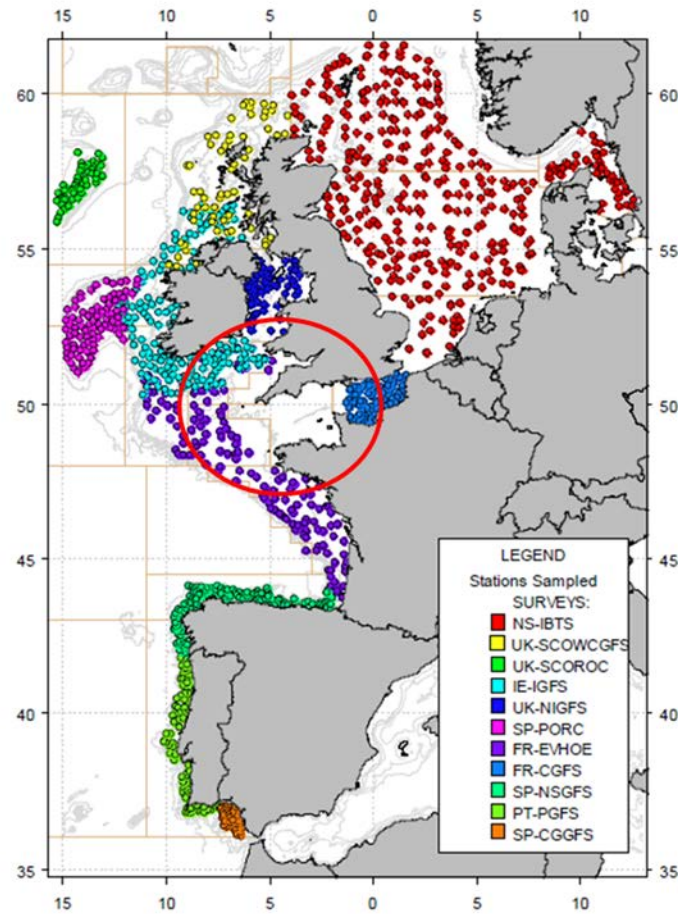 15 10 5 0 5 10
60 60
55 55
50 50
45 45
40 40
35 35
LEGEND
Stations Sampled
SURVEYS:
NS-IBTS
UK-SCOWCGFS
UK-SCOROC
IE-IGFS
UK-NIGFS
SP-PORC
FR-EVHOE
FR-CGFS
SP-NSGFS
PT-PGFS
SP-CGGFS
15 10 5 0 5 10